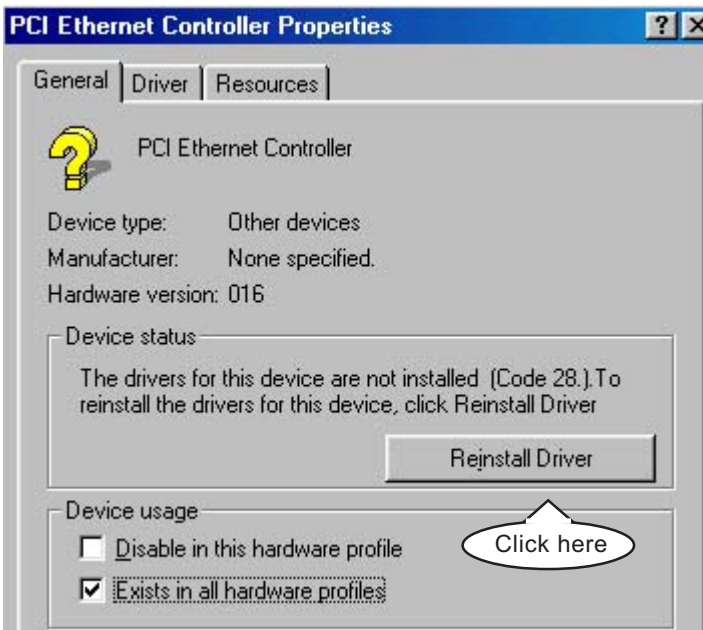 PCI Ethernet Controller Properties
General Driver Resources
PCI Ethernet Controller
Device type: Other devices
Manufacturer: None specified.
Hardware version: 016
Device status
The drivers for this device are not installed (Code 28.).To
reinstall the drivers for this device, click Reinstall Driver
Reinstall Driver
Device usage
Disable in this hardware profile
Click here
Exists in all hardware profiles